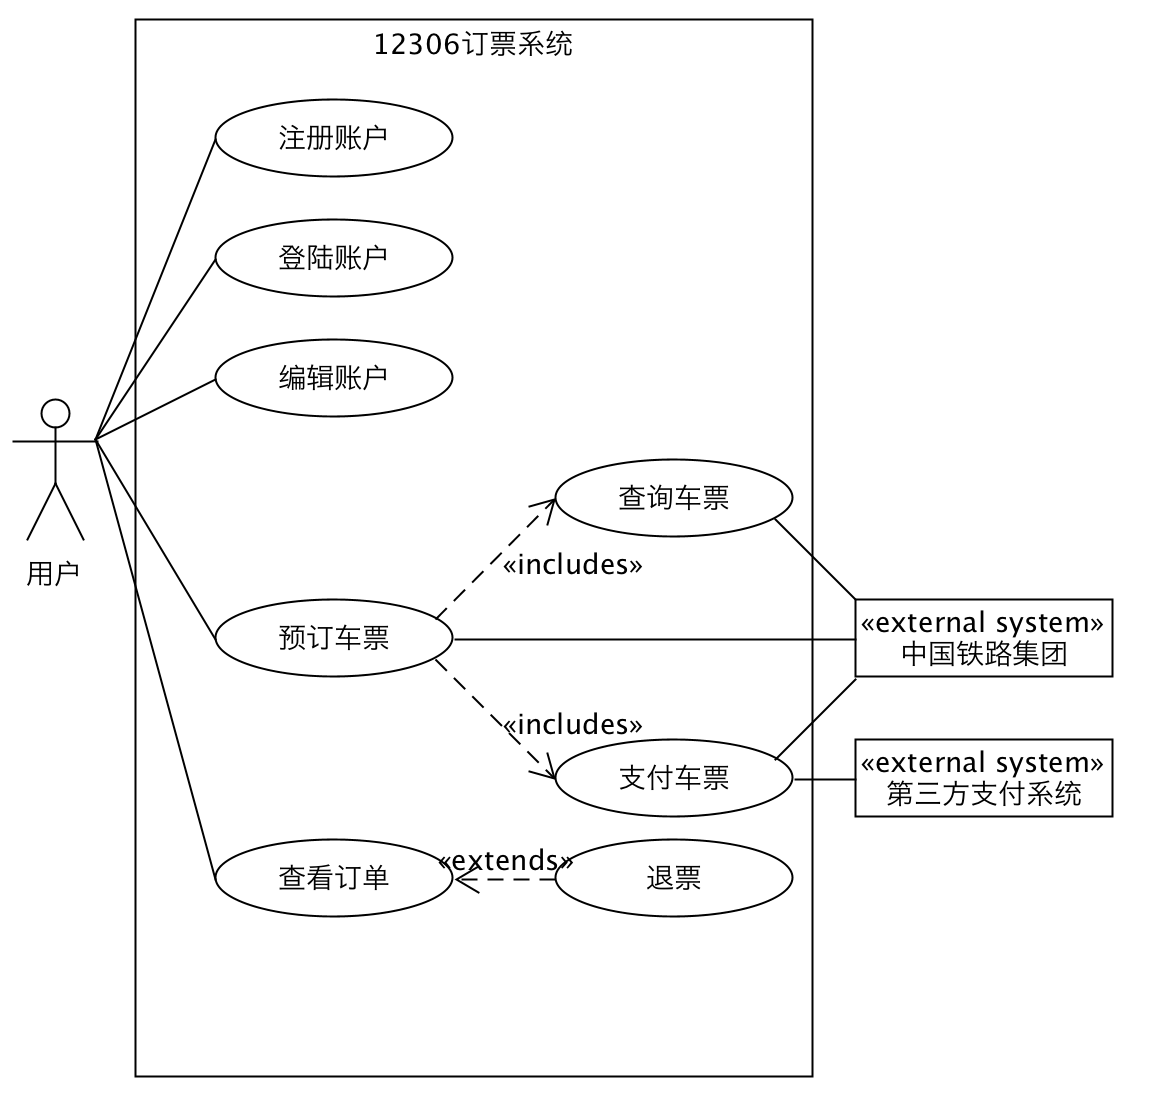 12306订票系统
注册账户
登陆账户
编辑账户
用户
查询车票
«includes»
预订车票
«external system»
中国铁路集团
«includes»
支付车票
«external system»
第三方支付系统
查看订单
«extends»
退票